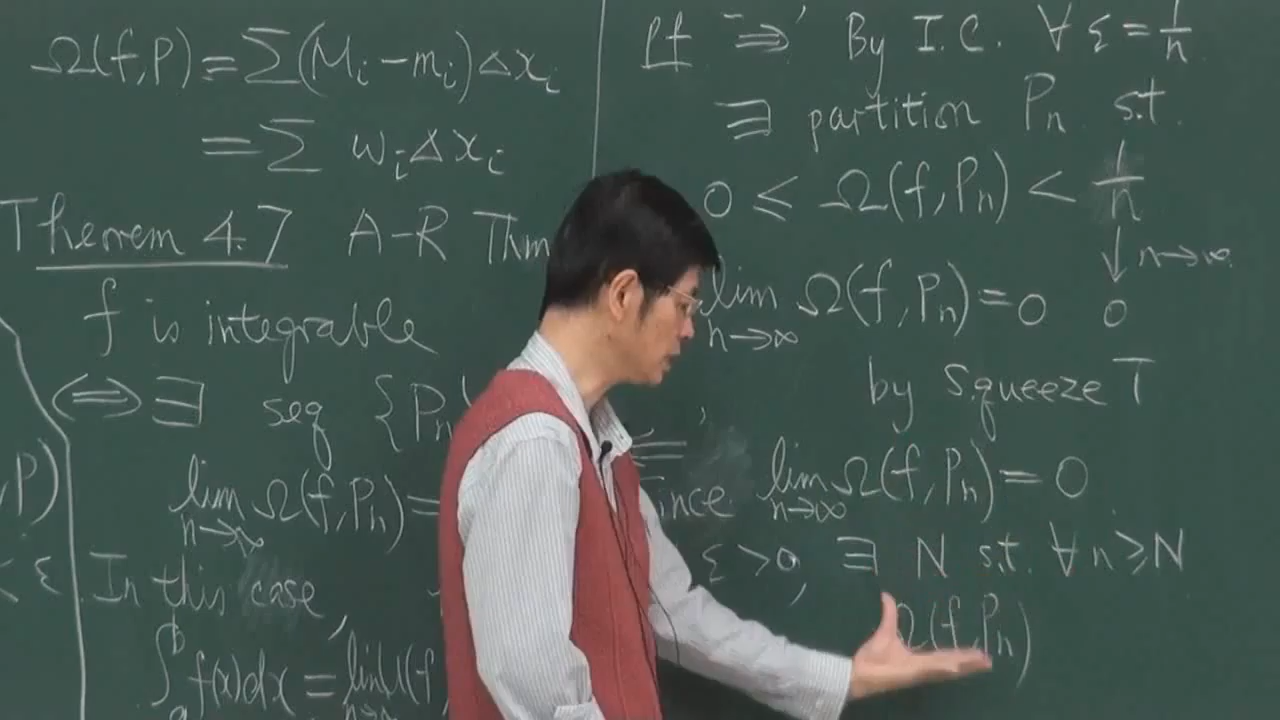 Ω(f,P) = Σ(Mi-mi)Δxi
= Σ wiΔxi
Theorem 4.7 A-R Thm
f is integrable
⟺ ∃ seq {Pn
lim Ω(f,Pn) =
n→∞
In this case,
∫ f(x)dx = lim U(f
,P)
< ε
pf "⇒" By I.C. ∀ ε = 1/n
∃ partition Pn s.t.
0 ≤ Ω(f,Pn) < 1/n
↓ n→∞
lim Ω(f,Pn) = 0 0
n→∞
by Squeeze T
Since lim Ω(f,Pn) = 0
n→∞
ε > 0, ∃ N s.t. ∀ n ≥ N
Ω(f,Pn)